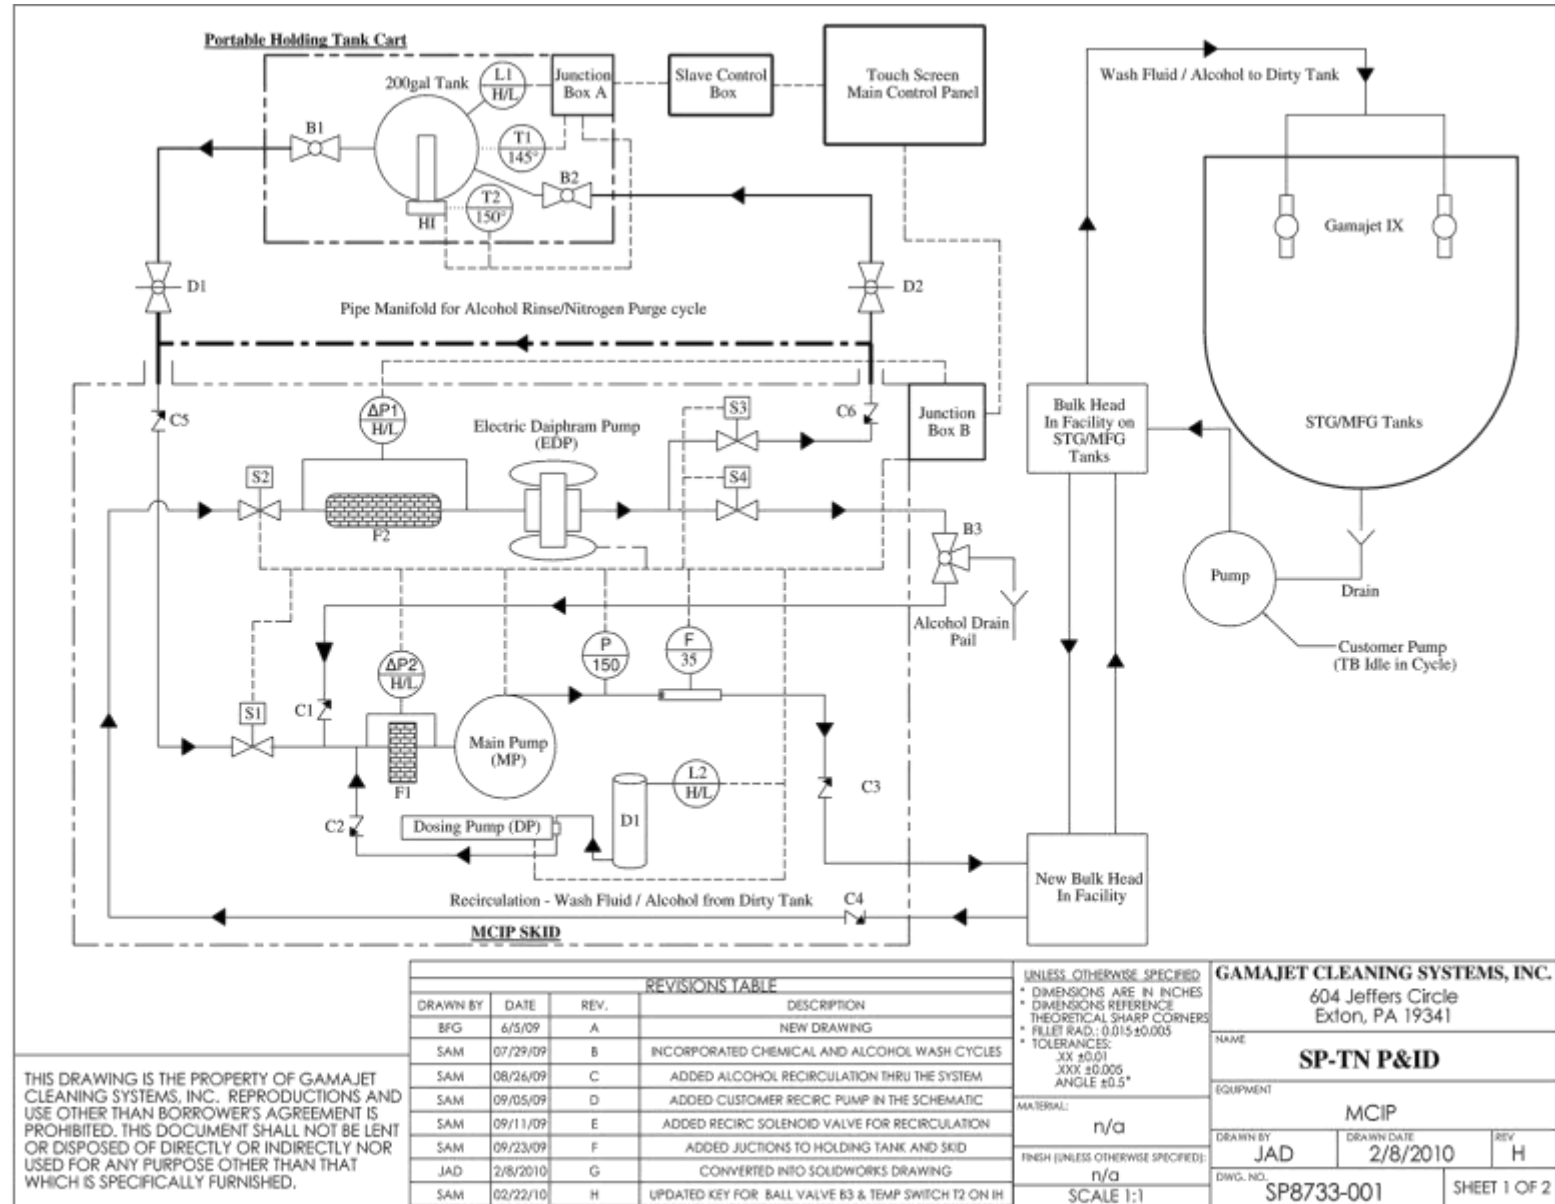 Portable Holding Tank Cart
200gal Tank
L1
H/L
Junction
Box A
Slave Control
Box
Touch Screen
Main Control Panel
Wash Fluid / Alcohol to Dirty Tank
B1
T1
145°
B2
T2
150°
HI
Gamajet IX
D1
D2
Pipe Manifold for Alcohol Rinse/Nitrogen Purge cycle
C5
ΔP1
H/L
Electric Daiphram Pump
(EDP)
S3
C6
Junction
Box B
Bulk Head
In Facility on
STG/MFG
Tanks
STG/MFG Tanks
S2
S4
F2
B3
Pump
Drain
Alcohol Drain
Pail
Customer Pump
(TB Idle in Cycle)
P
150
F
35
ΔP2
H/L
S1
C1
Main Pump
(MP)
F1
L2
H/L
C3
C2
Dosing Pump (DP)
D1
New Bulk Head
In Facility
Recirculation - Wash Fluid / Alcohol from Dirty Tank
C4
MCIP SKID
REVISIONS TABLE
DRAWN BY DATE REV. DESCRIPTION
BFG 6/5/09 A NEW DRAWING
SAM 07/29/09 B INCORPORATED CHEMICAL AND ALCOHOL WASH CYCLES
SAM 08/26/09 C ADDED ALCOHOL RECIRCULATION THRU THE SYSTEM
SAM 09/05/09 D ADDED CUSTOMER RECIRC PUMP IN THE SCHEMATIC
SAM 09/11/09 E ADDED RECIRC SOLENOID VALVE FOR RECIRCULATION
SAM 09/23/09 F ADDED JUCTIONS TO HOLDING TANK AND SKID
JAD 2/8/2010 G CONVERTED INTO SOLIDWORKS DRAWING
SAM 02/22/10 H UPDATED KEY FOR BALL VALVE B3 & TEMP SWITCH T2 ON IH
THIS DRAWING IS THE PROPERTY OF GAMAJET
CLEANING SYSTEMS, INC. REPRODUCTIONS AND
USE OTHER THAN BORROWER'S AGREEMENT IS
PROHIBITED. THIS DOCUMENT SHALL NOT BE LENT
OR DISPOSED OF DIRECTLY OR INDIRECTLY NOR
USED FOR ANY PURPOSE OTHER THAN THAT
WHICH IS SPECIFICALLY FURNISHED.
UNLESS OTHERWISE SPECIFIED
* DIMENSIONS ARE IN INCHES
* DIMENSIONS REFERENCE
THEORETICAL SHARP CORNERS
* FILLET RAD.: 0.015 ±0.005
* TOLERANCES:
.XX ±0.01
.XXX ±0.005
ANGLE ±0.5°
MATERIAL:
n/a
FINISH (UNLESS OTHERWISE SPECIFIED):
n/a
SCALE 1:1
GAMAJET CLEANING SYSTEMS, INC.
604 Jeffers Circle
Exton, PA 19341
NAME
SP-TN P&ID
EQUIPMENT
MCIP
DRAWN BY
JAD
DRAWN DATE
2/8/2010
REV
H
DWG. NO.
SP8733-001
SHEET 1 OF 2